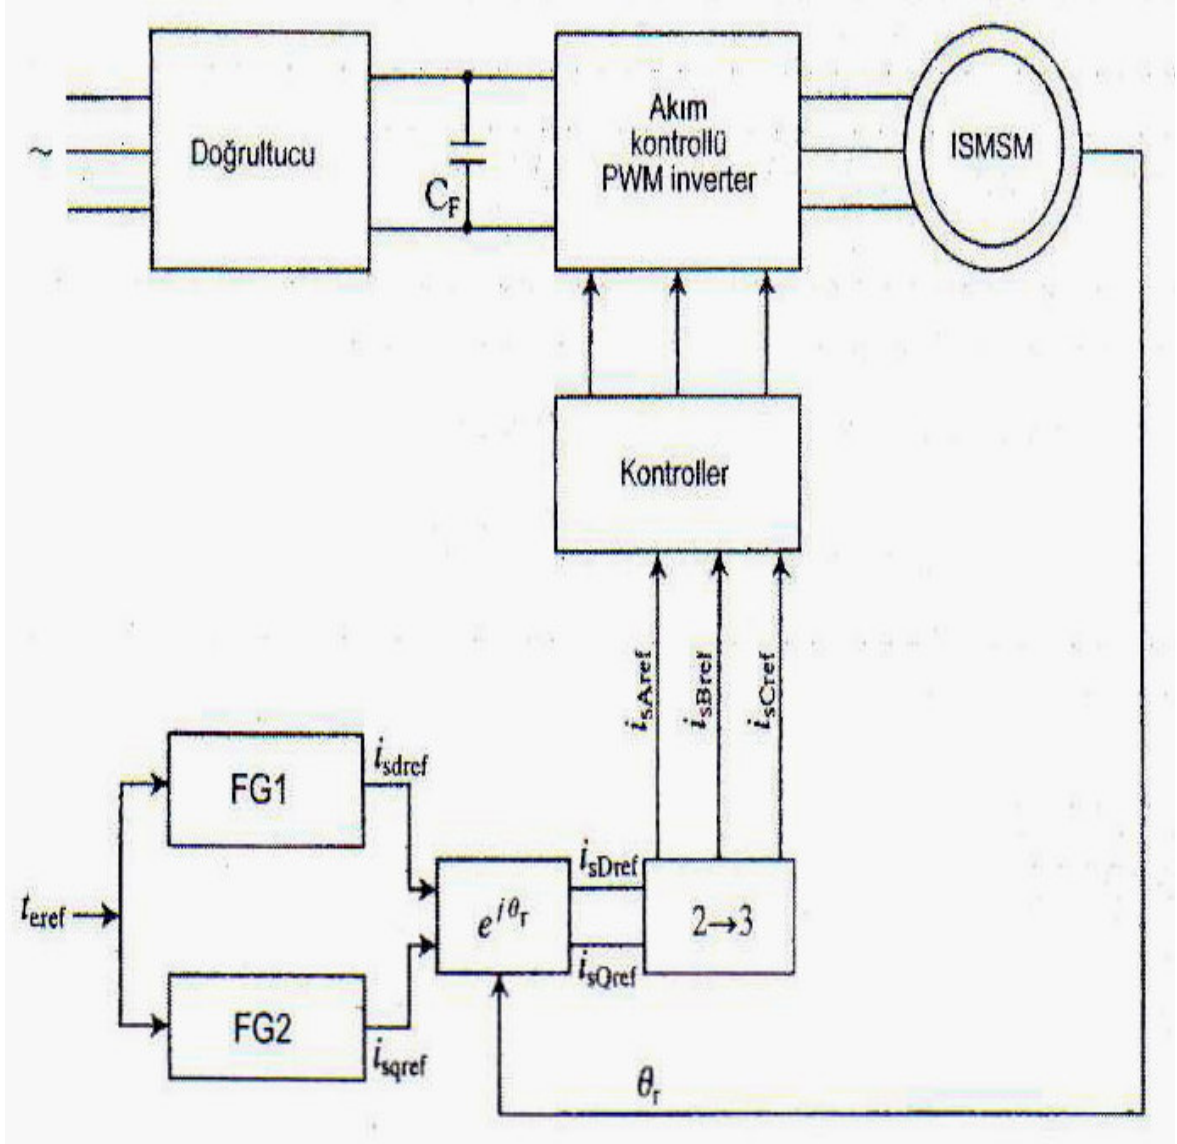 ~
Doğrultucu
C_F
Akım
kontrollü
PWM inverter
ISMSM
Kontroller
i_sAref
i_sBref
i_sCref
t_eref
FG1
i_sdref
FG2
i_sqref
e^jθ_r
i_sDref
i_sQref
2→3
θ_r